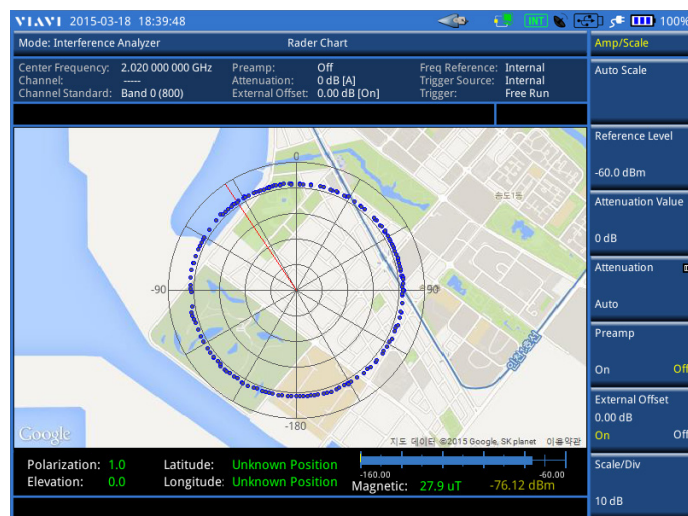 VIAVI 2015-03-18 18:39:48 INT 100%
Mode: Interference Analyzer Rader Chart
Center Frequency: 2.020 000 000 GHz Preamp: Off Freq Reference: Internal
Channel: ----- Attenuation: 0 dB [A] Trigger Source: Internal
Channel Standard: Band 0 (800) External Offset: 0.00 dB [On] Trigger: Free Run
Amp/Scale
Auto Scale
Reference Level
-60.0 dBm
Attenuation Value
0 dB
Attenuation
Auto
Preamp
On Off
External Offset
0.00 dB
On Off
Scale/Div
10 dB
0
송도1동
-90
90
-180
Google
지도 데이터 ©2015 Google, SK planet 이용약관
Polarization: 1.0 Latitude: Unknown Position
Elevation: 0.0 Longitude: Unknown Position
-160.00 -60.00
Magnetic: 27.9 uT -76.12 dBm